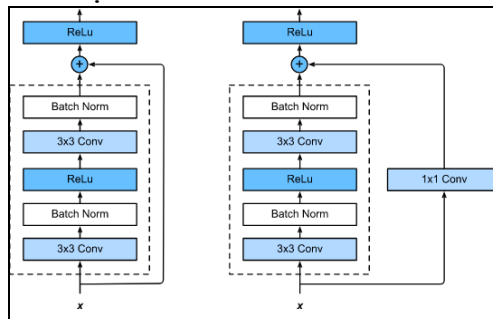 ReLu
+
Batch Norm
3x3 Conv
ReLu
Batch Norm
3x3 Conv
x
ReLu
+
Batch Norm
3x3 Conv
ReLu
Batch Norm
3x3 Conv
1x1 Conv
x